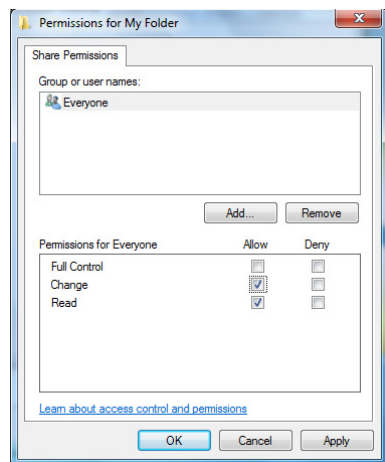 Permissions for My Folder
Share Permissions
Group or user names:
Everyone
Add... Remove
Permissions for Everyone Allow Deny
Full Control
Change
Read
Learn about access control and permissions
OK Cancel Apply